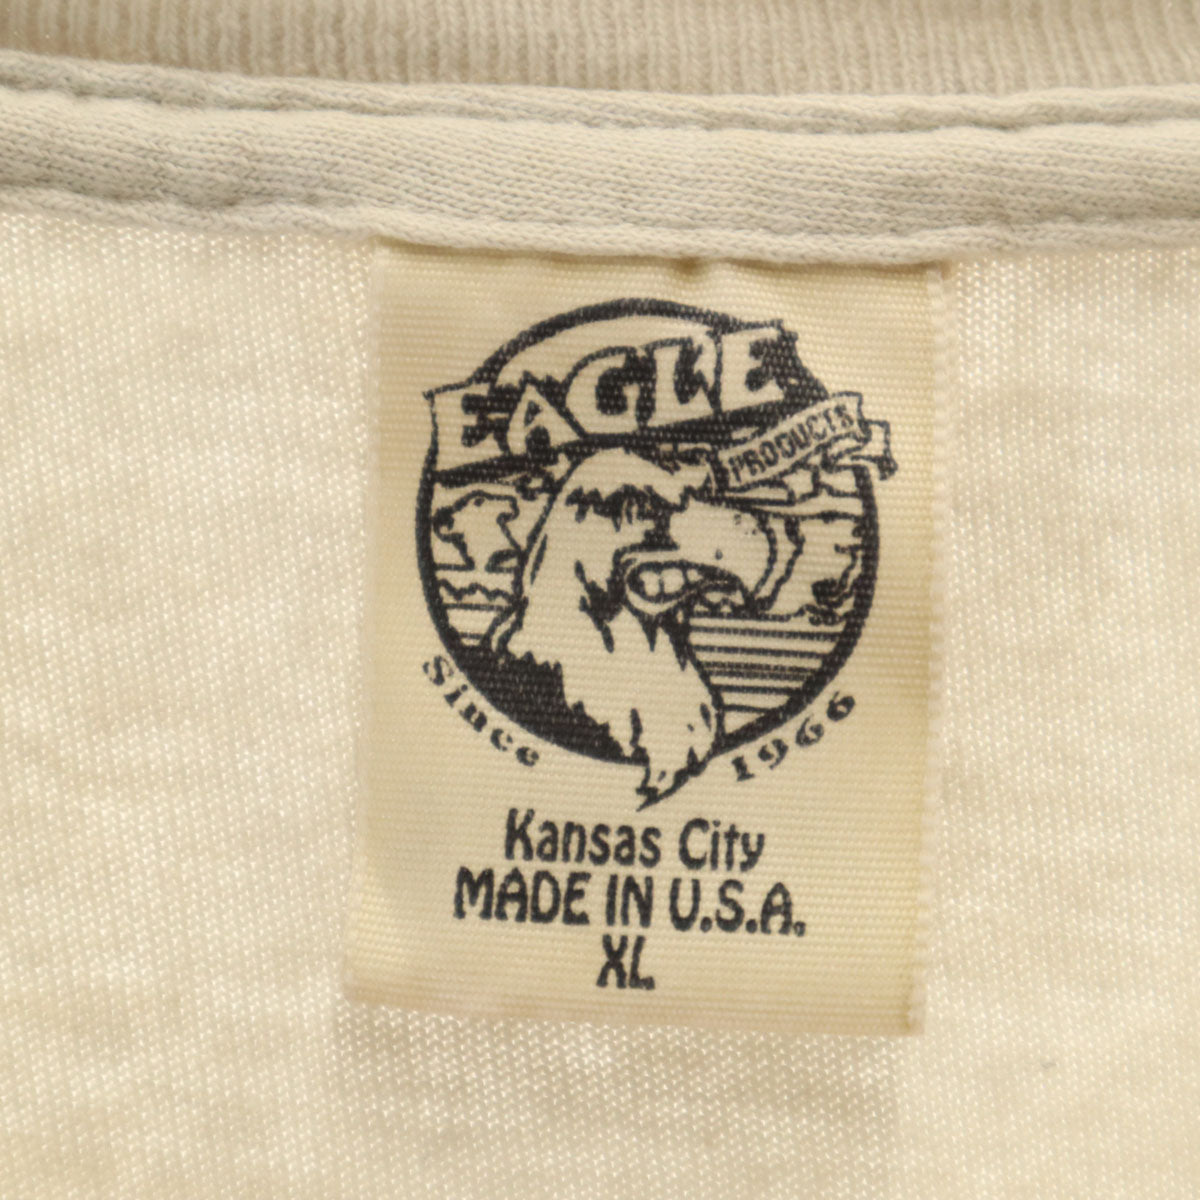 EAGLE
PRODUCTS
Since 1966
Kansas City
MADE IN U.S.A.
XL